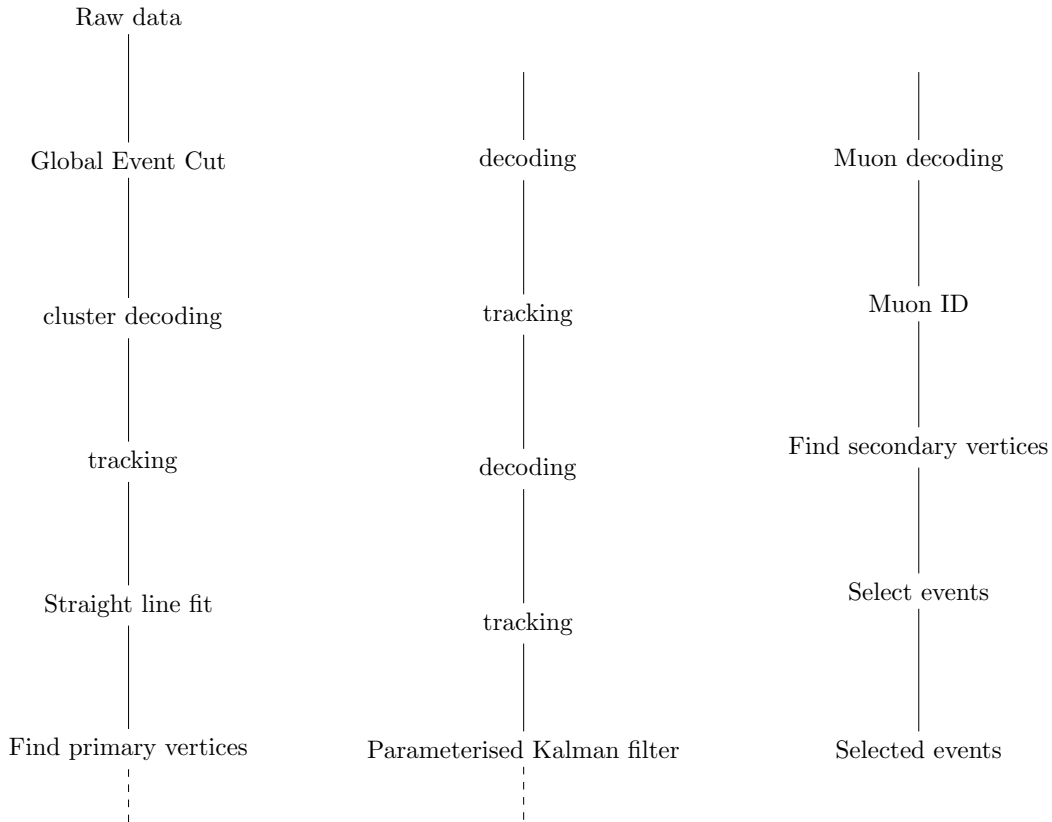 Raw data
Global Event Cut
cluster decoding
tracking
Straight line fit
Find primary vertices
decoding
tracking
decoding
tracking
Parameterised Kalman filter
Muon decoding
Muon ID
Find secondary vertices
Select events
Selected events